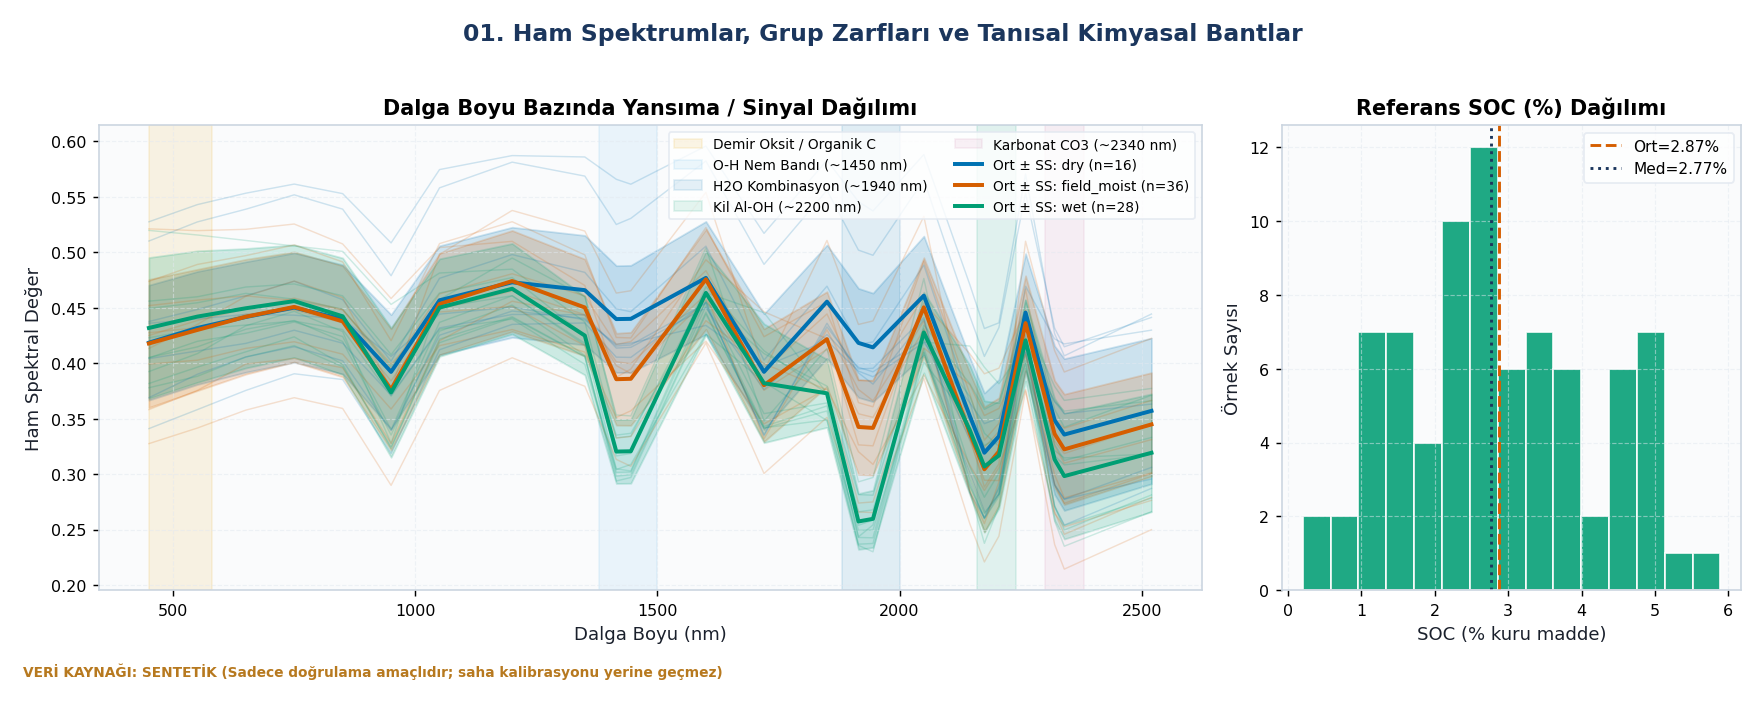 01. Ham Spektrumlar, Grup Zarfları ve Tanısal Kimyasal Bantlar
Dalga Boyu Bazında Yansıma / Sinyal Dağılımı
Ham Spektral Değer
0.60
0.55
0.50
0.45
0.40
0.35
0.30
0.25
0.20
Demir Oksit / Organik C
O-H Nem Bandı (~1450 nm)
H2O Kombinasyon (~1940 nm)
Kil Al-OH (~2200 nm)
Karbonat CO3 (~2340 nm)
Ort ± SS: dry (n=16)
Ort ± SS: field_moist (n=36)
Ort ± SS: wet (n=28)
500 1000 1500 2000 2500
Dalga Boyu (nm)
Referans SOC (%) Dağılımı
Örnek Sayısı
12
10
8
6
4
2
0
Ort=2.87%
Med=2.77%
0 1 2 3 4 5 6
SOC (% kuru madde)
VERİ KAYNAĞI: SENTETİK (Sadece doğrulama amaçlıdır; saha kalibrasyonu yerine geçmez)